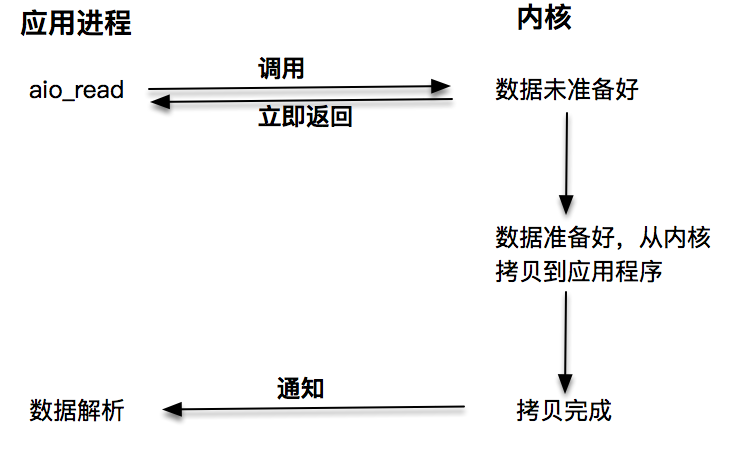 应用进程
内核
调用
aio_read
数据未准备好
立即返回
数据准备好，从内核
拷贝到应用程序
通知
数据解析
拷贝完成